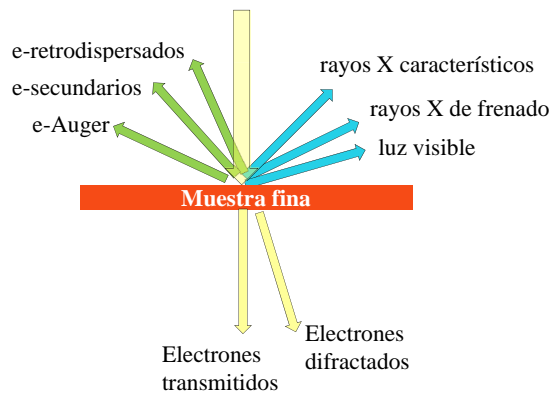 e-retrodispersados
e-secundarios
e-Auger
rayos X característicos
rayos X de frenado
luz visible
Muestra fina
Electrones
transmitidos
Electrones
difractados